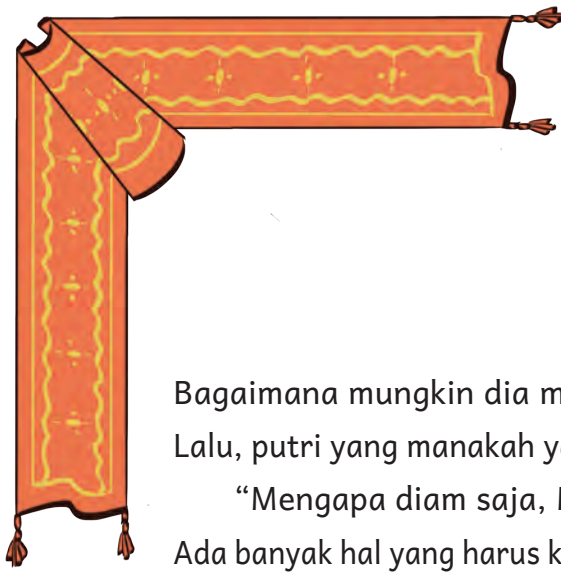 Bagaimana mungkin dia
Lalu, putri yang manakah
“Mengapa diam saja,
Ada banyak hal yang harus